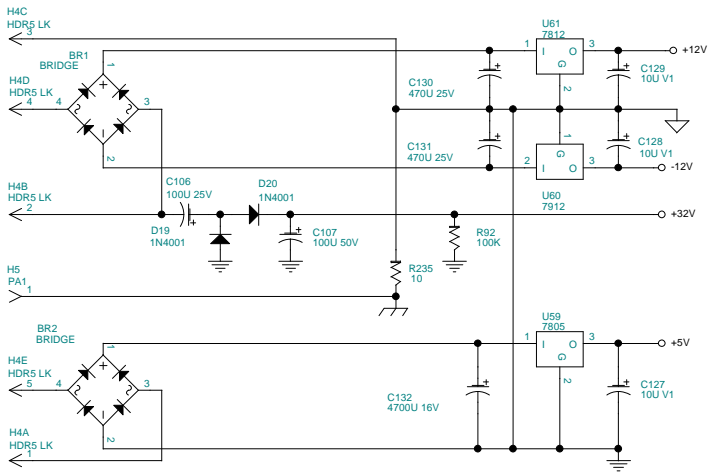 H4C
HDR5 LK
3
BR1
BRIDGE
1
U61
7812
1
I
O
3
G
2
+12V
C129
10U V1
H4D
HDR5 LK
4
4
3
2
C130
470U 25V
C131
470U 25V
1
G
2
I
O
3
C128
10U V1
-12V
U60
7912
C106
100U 25V
D20
1N4001
H4B
HDR5 LK
2
D19
1N4001
C107
100U 50V
R92
100K
+32V
R235
10
H5
PA1
1
BR2
BRIDGE
1
U59
7805
1
I
O
3
G
2
+5V
H4E
HDR5 LK
5
4
3
2
C132
4700U 16V
C127
10U V1
H4A
HDR5 LK
1